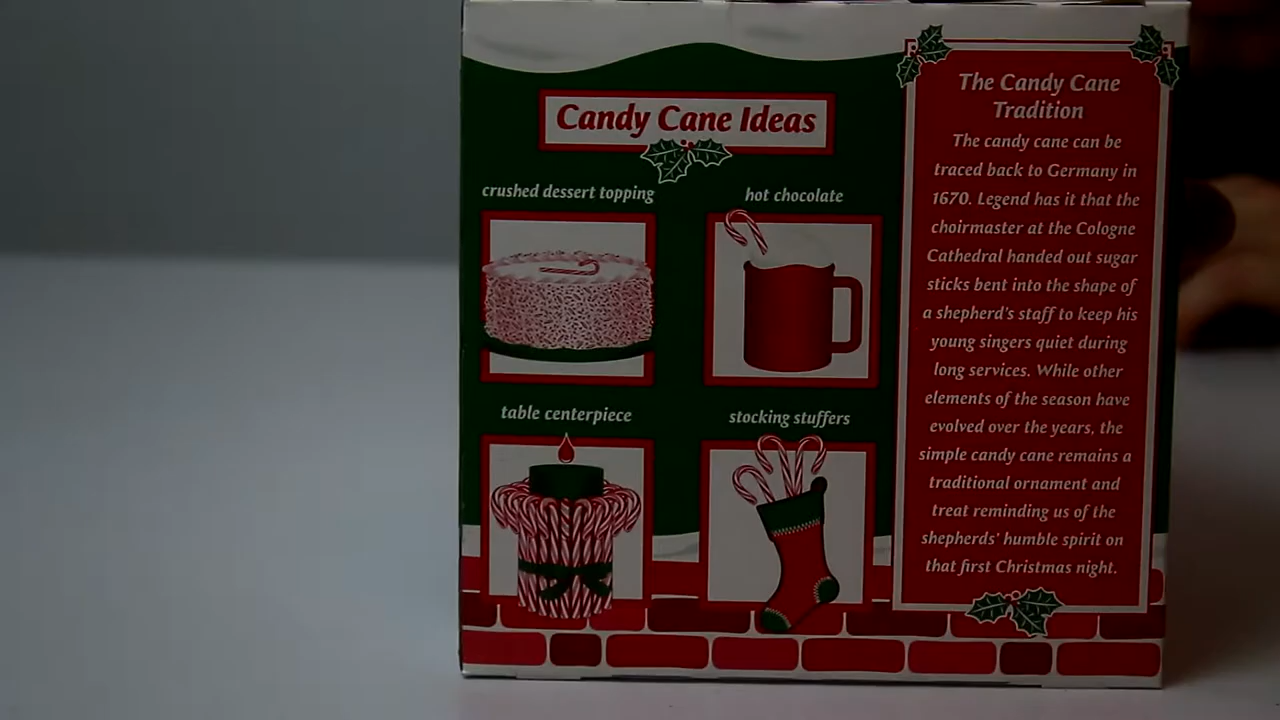 Candy Cane Ideas
crushed dessert topping
hot chocolate
table centerpiece
stocking stuffers
The Candy Cane
Tradition
The candy cane can be
traced back to Germany in
1670. Legend has it that the
choirmaster at the Cologne
Cathedral handed out sugar
sticks bent into the shape of
a shepherd's staff to keep his
young singers quiet during
long services. While other
elements of the season have
evolved over the years, the
simple candy cane remains a
traditional ornament and
treat reminding us of the
shepherds' humble spirit on
that first Christmas night.